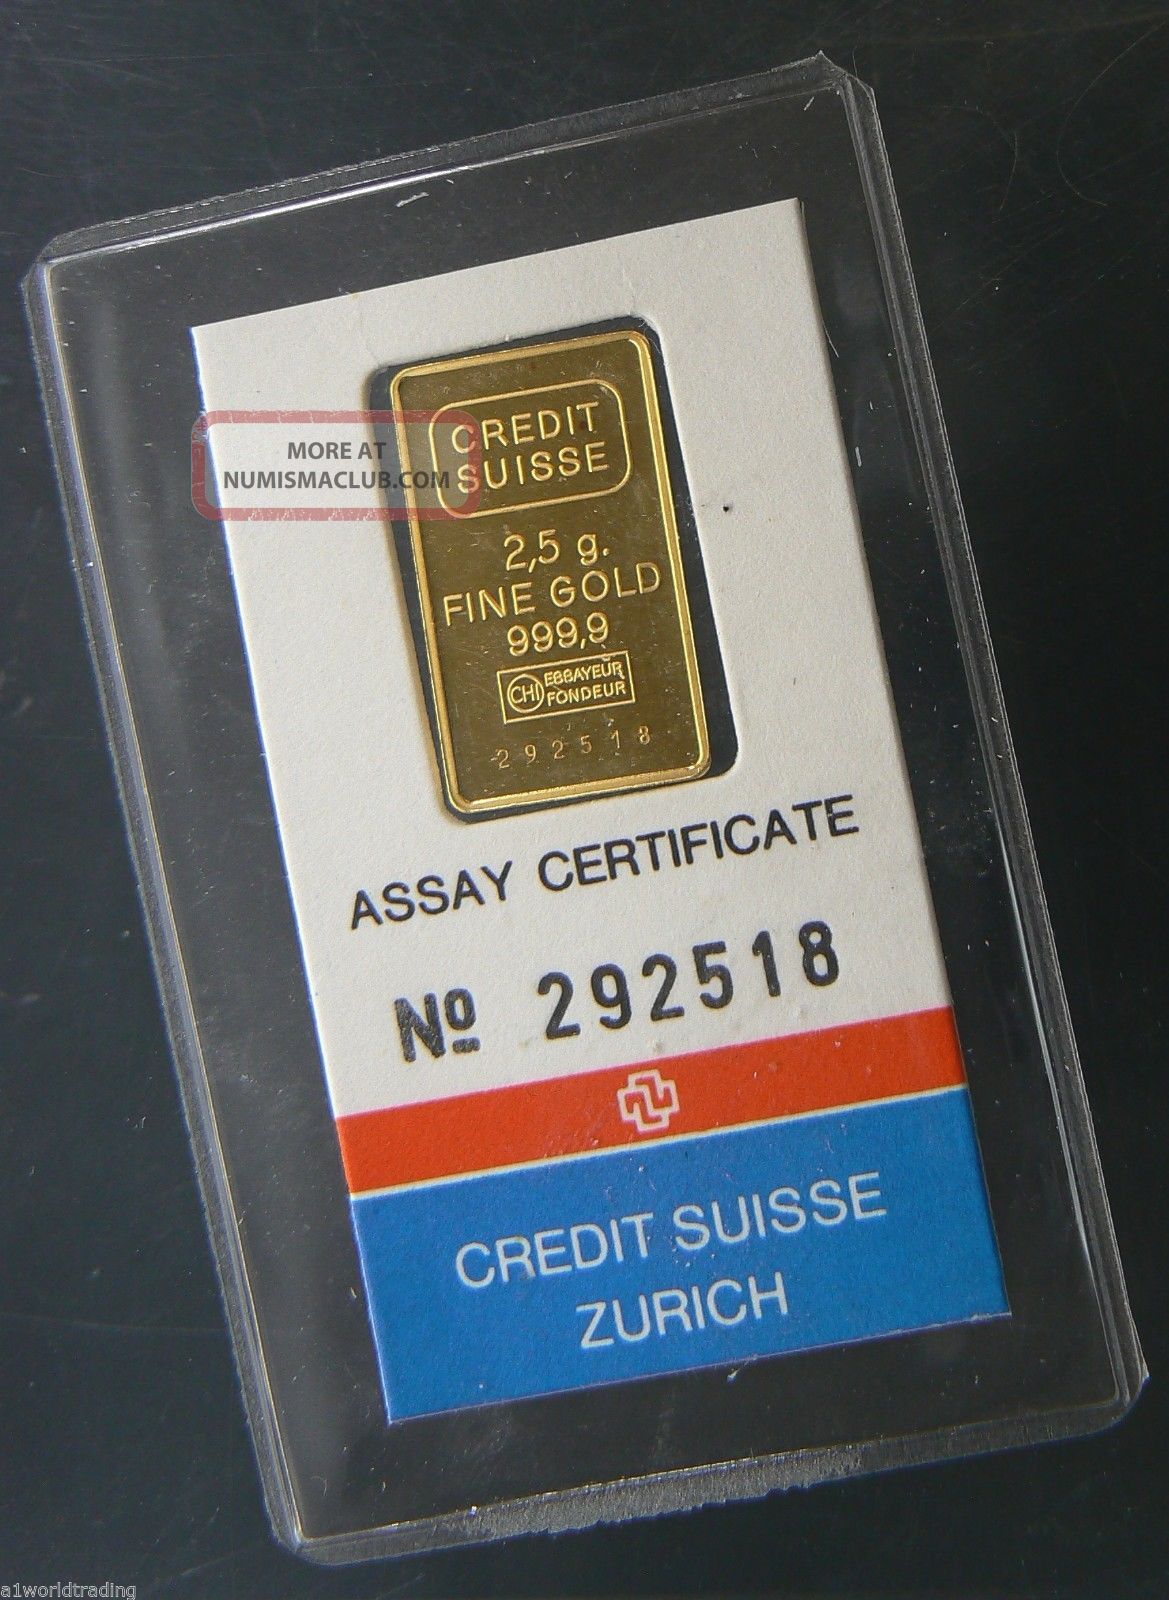 CREDIT
SUISSE
MORE AT
NUMISMACLUB.COM
2,5 g.
FINE GOLD
999,9
CHI ESSAYEUR
FONDEUR
292518
ASSAY CERTIFICATE
Nº 292518
CREDIT SUISSE
ZURICH
a1worldtrading